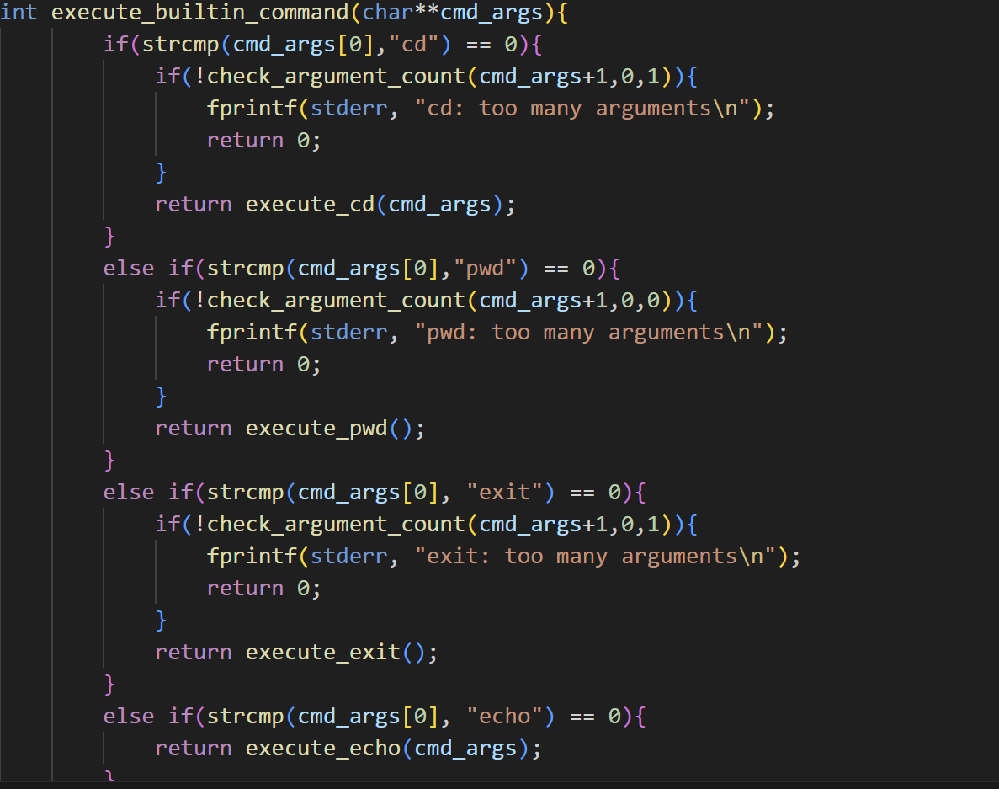 int execute_builtin_command(char**cmd_args){
        if(strcmp(cmd_args[0],"cd") == 0){
            if(!check_argument_count(cmd_args+1,0,1)){
                fprintf(stderr, "cd: too many arguments\n");
                return 0;
            }
            return execute_cd(cmd_args);
        }
        else if(strcmp(cmd_args[0],"pwd") == 0){
            if(!check_argument_count(cmd_args+1,0,0)){
                fprintf(stderr, "pwd: too many arguments\n");
                return 0;
            }
            return execute_pwd();
        }
        else if(strcmp(cmd_args[0], "exit") == 0){
            if(!check_argument_count(cmd_args+1,0,1)){
                fprintf(stderr, "exit: too many arguments\n");
                return 0;
            }
            return execute_exit();
        }
        else if(strcmp(cmd_args[0], "echo") == 0){
            return execute_echo(cmd_args);
        }